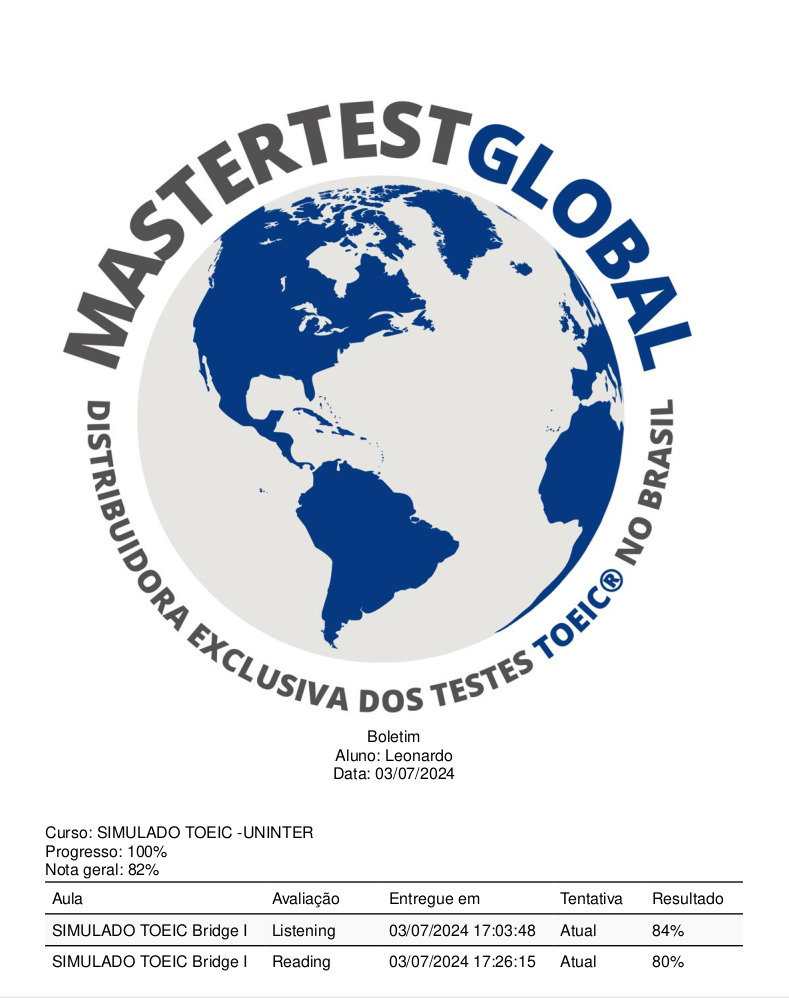 MASTERTESTGLOBAL
DISTRIBUIDORA EXCLUSIVA DOS TESTES TOEIC® NO BRASIL
Boletim
Aluno: Leonardo
Data: 03/07/2024
Curso: SIMULADO TOEIC -UNINTER
Progresso: 100%
Nota geral: 82%
Aula Avaliação Entregue em Tentativa Resultado
SIMULADO TOEIC Bridge I Listening 03/07/2024 17:03:48 Atual 84%
SIMULADO TOEIC Bridge I Reading 03/07/2024 17:26:15 Atual 80%